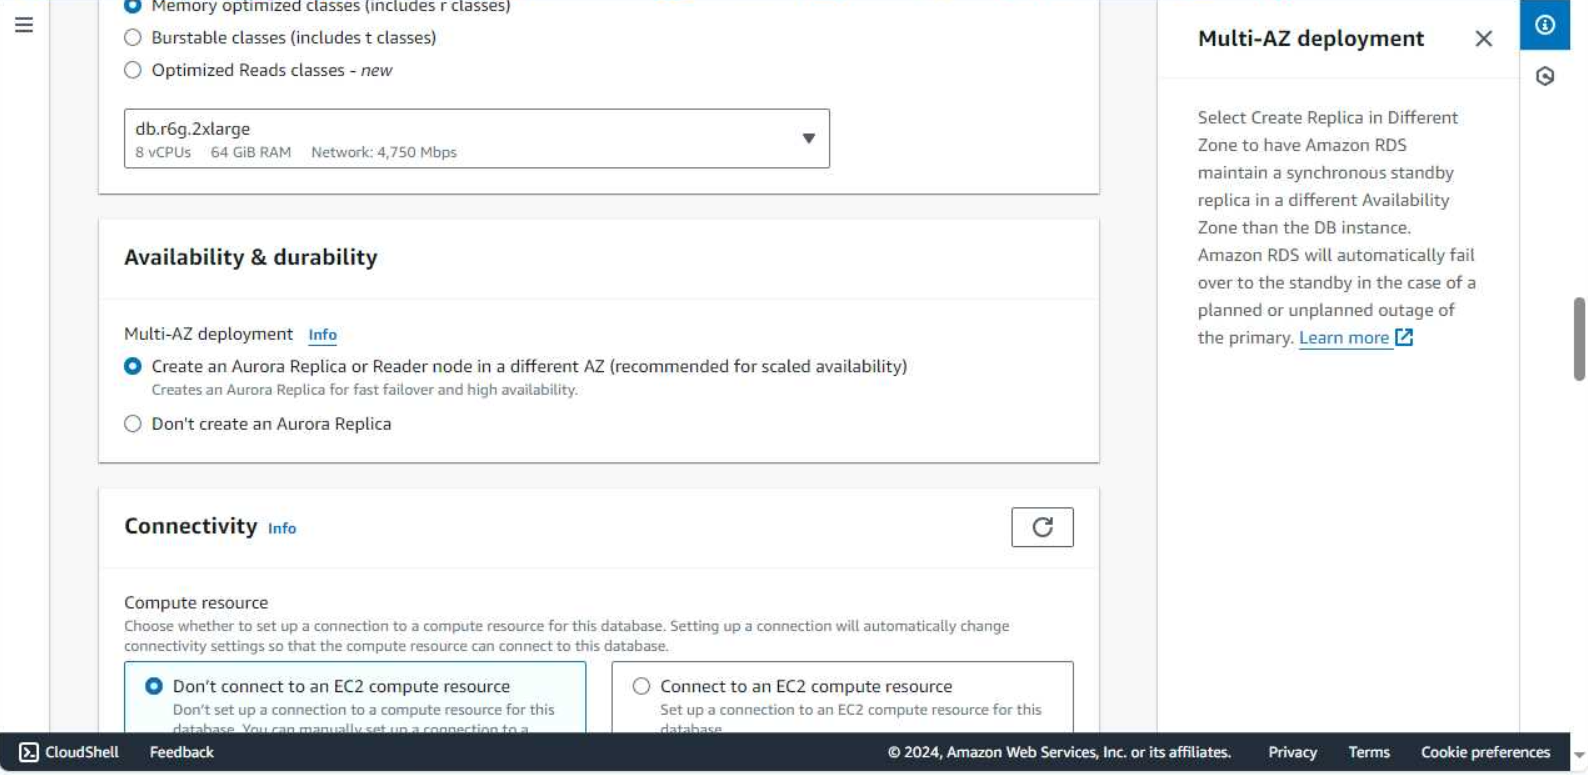 Memory optimized classes (includes r classes)
Burstable classes (includes t classes)
Optimized Reads classes - new
db.r6g.2xlarge
8 vCPUs 64 GiB RAM Network: 4,750 Mbps
Availability & durability
Multi-AZ deployment Info
Create an Aurora Replica or Reader node in a different AZ (recommended for scaled availability)
Creates an Aurora Replica for fast failover and high availability.
Don't create an Aurora Replica
Connectivity Info
Compute resource
Choose whether to set up a connection to a compute resource for this database. Setting up a connection will automatically change
connectivity settings so that the compute resource can connect to this database.
Don't connect to an EC2 compute resource
Don't set up a connection to a compute resource for this
database. You can manually set up a connection to a
Connect to an EC2 compute resource
Set up a connection to an EC2 compute resource for this
database.
Multi-AZ deployment
Select Create Replica in Different
Zone to have Amazon RDS
maintain a synchronous standby
replica in a different Availability
Zone than the DB instance.
Amazon RDS will automatically fail
over to the standby in the case of a
planned or unplanned outage of
the primary. Learn more
CloudShell Feedback © 2024, Amazon Web Services, Inc. or its affiliates. Privacy Terms Cookie preferences